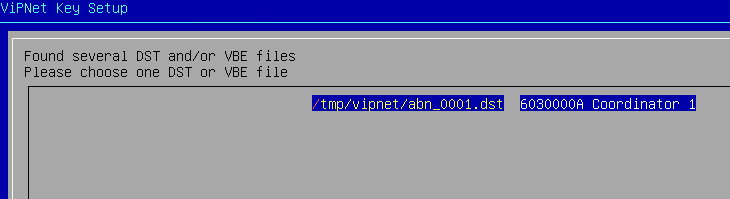 ViPNet Key Setup
Found several DST and/or VBE files
Please choose one DST or VBE file
/tmp/vipnet/abn_0001.dst 6030000A Coordinator 1